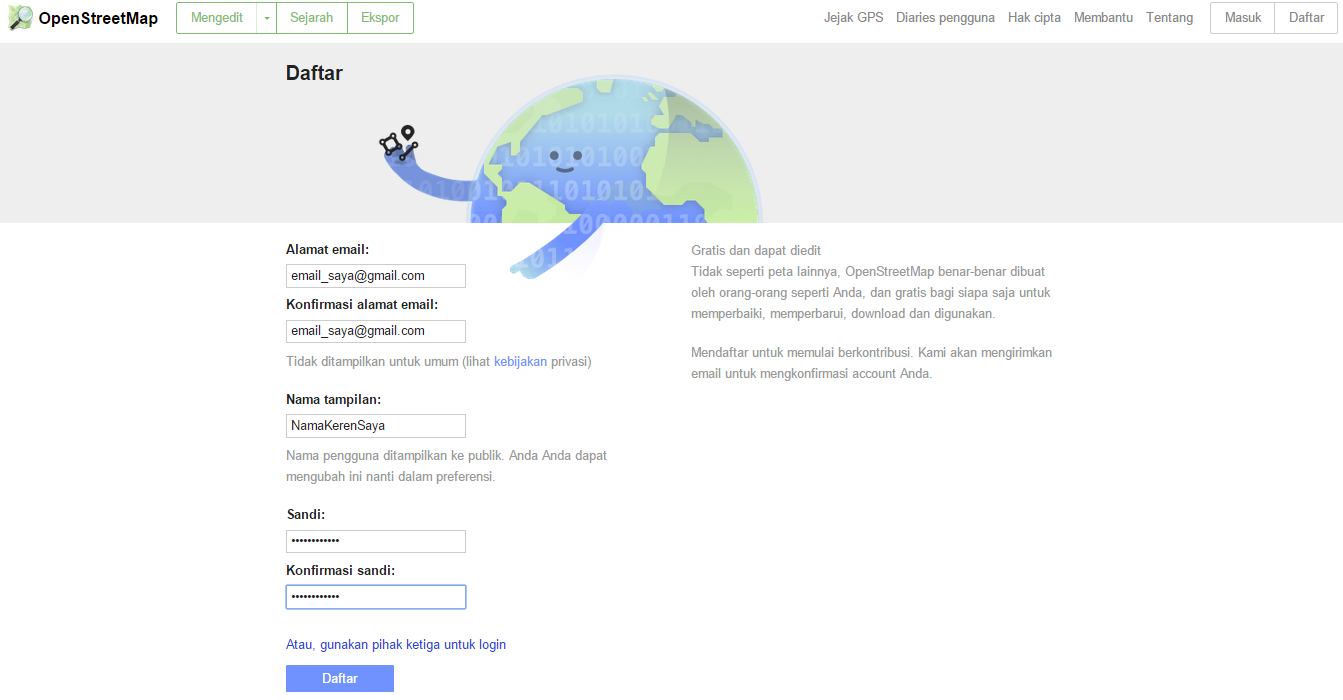 OpenStreetMap
Mengedit
Sejarah
Ekspor
Jejak GPS
Diaries pengguna
Hak cipta
Membantu
Tentang
Masuk
Daftar
Daftar
Alamat email:
email_saya@gmail.com
Konfirmasi alamat email:
email_saya@gmail.com
Tidak ditampilkan untuk umum (lihat kebijakan privasi)
Nama tampilan:
NamaKerenSaya
Nama pengguna ditampilkan ke publik. Anda Anda dapat
mengubah ini nanti dalam preferensi.
Sandi:
••••••••••••
Konfirmasi sandi:
••••••••••••
Atau, gunakan pihak ketiga untuk login
Daftar
Gratis dan dapat diedit
Tidak seperti peta lainnya, OpenStreetMap benar-benar dibuat
oleh orang-orang seperti Anda, dan gratis bagi siapa saja untuk
memperbaiki, memperbarui, download dan digunakan.
Mendaftar untuk memulai berkontribusi. Kami akan mengirimkan
email untuk mengkonfirmasi account Anda.